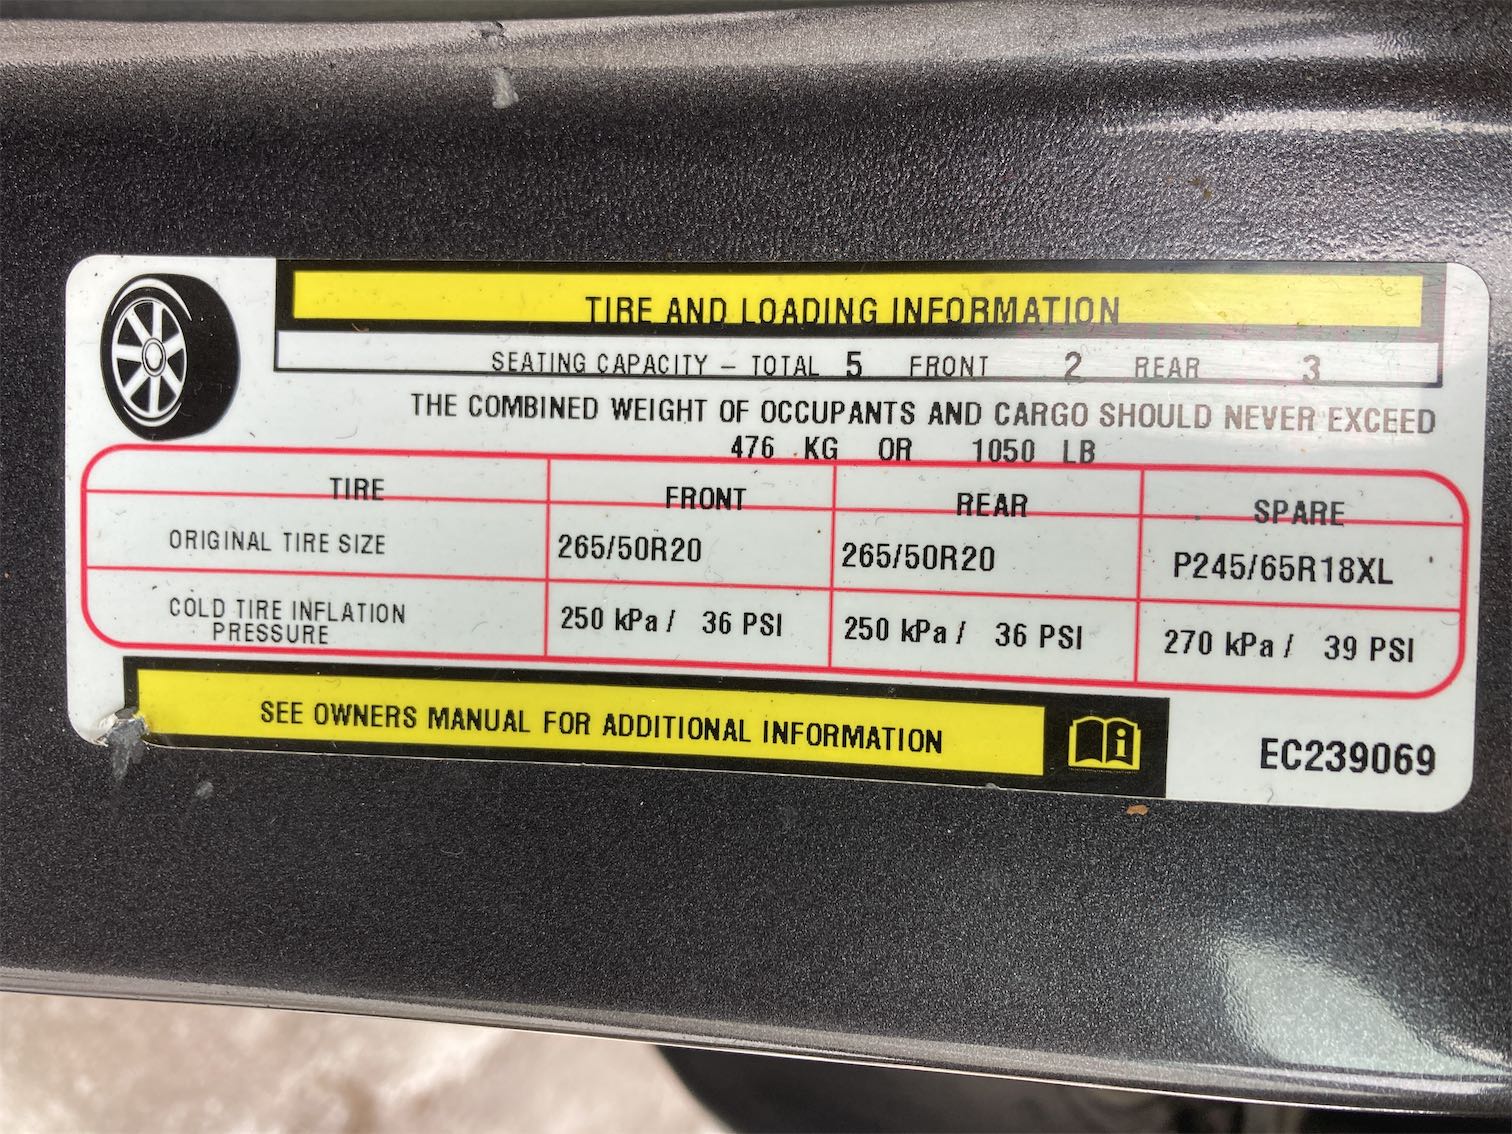 TIRE AND LOADING INFORMATION
SEATING CAPACITY – TOTAL 5 FRONT 2 REAR 3
THE COMBINED WEIGHT OF OCCUPANTS AND CARGO SHOULD NEVER EXCEED
476 KG OR 1050 LB
TIRE FRONT REAR SPARE
ORIGINAL TIRE SIZE 265/50R20 265/50R20 P245/65R18XL
COLD TIRE INFLATION
PRESSURE 250 kPa / 36 PSI 250 kPa / 36 PSI 270 kPa / 39 PSI
SEE OWNERS MANUAL FOR ADDITIONAL INFORMATION i
EC239069